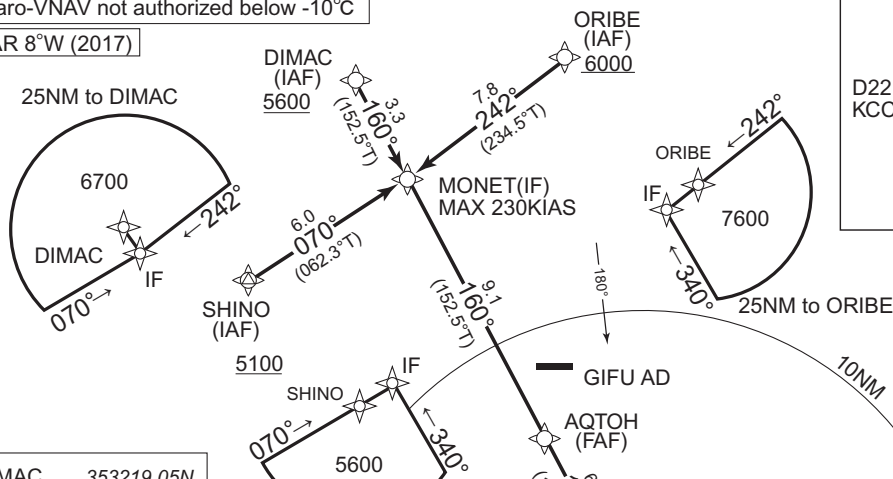 aro-VNAV not authorized below -10°C
AR 8°W (2017)
25NM to DIMAC
6700
DIMAC
IF
070°→
←242°
DIMAC
(IAF)
5600
3.3
160°
(152.5°T)
ORIBE
(IAF)
6000
7.8
242°
(234.5°T)
MONET(IF)
MAX 230KIAS
6.0
070°
(062.3°T)
SHINO
(IAF)
5100
9.1
160°
(152.5°T)
←180°
ORIBE
IF
←242°
7600
←340°
25NM to ORIBE
D22
KCC
10NM
GIFU AD
AQTOH
(FAF)
SHINO
IF
070°→
←340°
5600
MAC 353219.05N